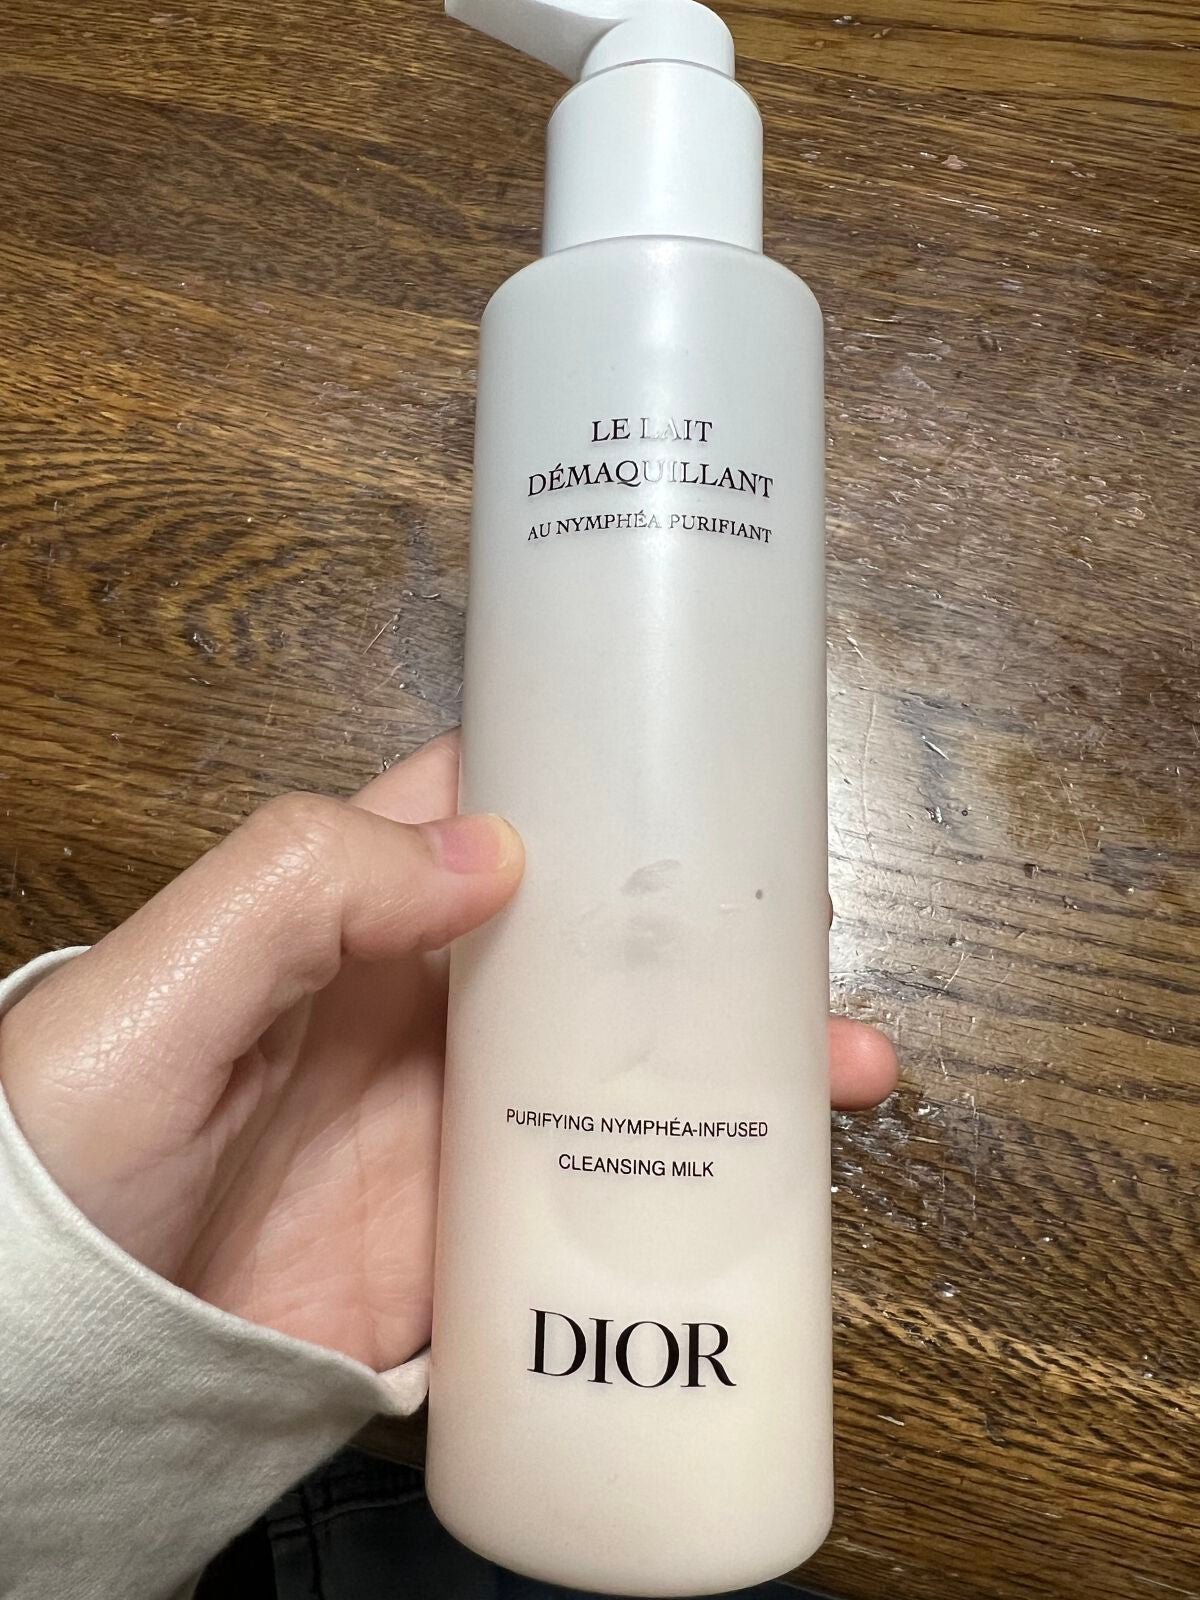 LE LAIT
DÉMAQUILLANT
AU NYMPHÉA PURIFIANT
PURIFYING NYMPHÉA-INFUSED
CLEANSING MILK
DIOR